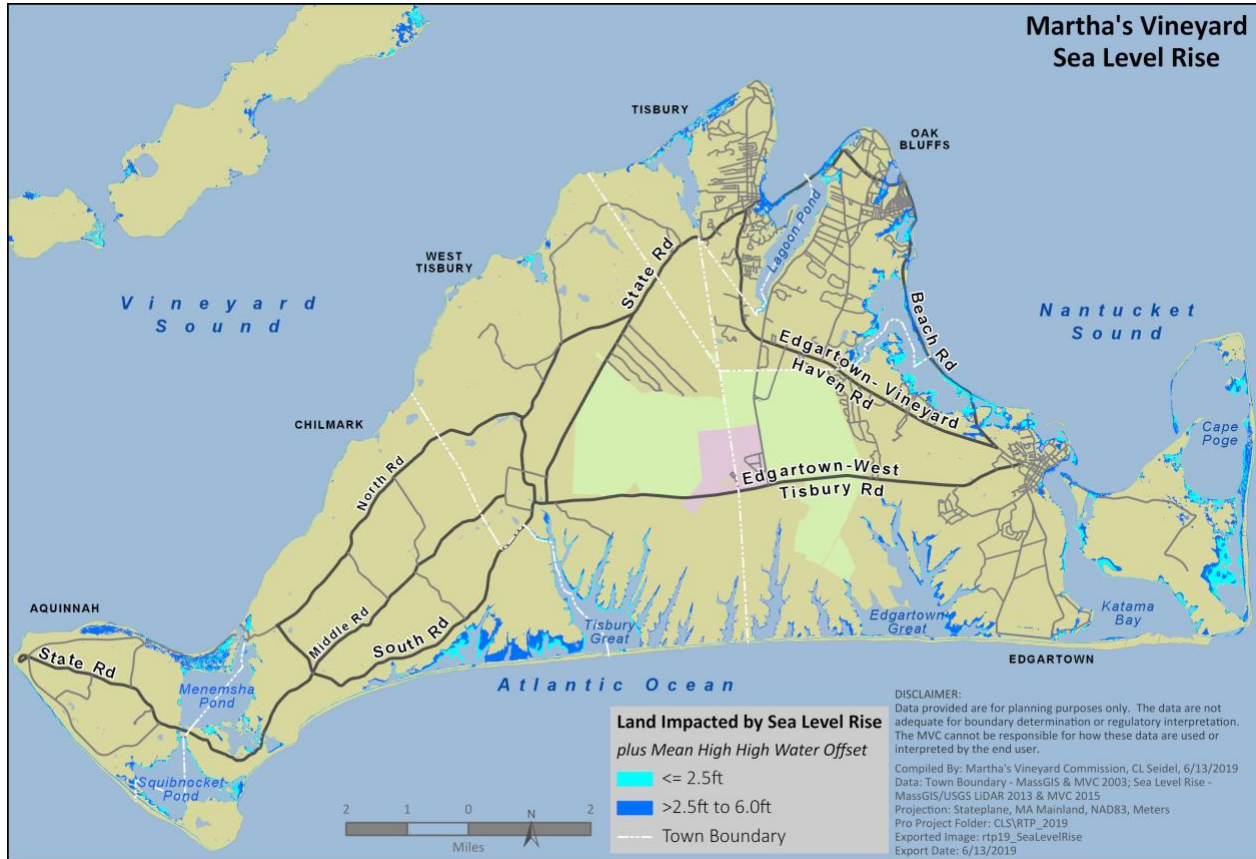 Martha's Vineyard
Sea Level Rise
TISBURY
OAK
BLUFFS
Lagoon Pond
WEST
TISBURY
State Rd
Vineyard
Sound
Beach Rd
Nantucket
Sound
Edgartown- Vineyard
Haven Rd
CHILMARK
North Rd
Cape
Poge
Edgartown-West
Tisbury Rd
AQUINNAH
Middle Rd
South Rd
Tisbury
Great
Edgartown
Great
Katama
Bay
State Rd
EDGARTOWN
Menemsha
Pond
Atlantic Ocean
Squibnocket
Pond
2 1 0 2
Miles
Land Impacted by Sea Level Rise
plus Mean High High Water Offset
<= 2.5ft
>2.5ft to 6.0ft
Town Boundary
DISCLAIMER:
Data provided are for planning purposes only. The data are not
adequate for boundary determination or regulatory interpretation.
The MVC cannot be responsible for how these data are used or
interpreted by the end user.
Compiled By: Martha's Vineyard Commission, CL Seidel, 6/13/2019
Data: Town Boundary - MassGIS & MVC 2003; Sea Level Rise -
MassGIS/USGS LiDAR 2013 & MVC 2015
Projection: Stateplane, MA Mainland, NAD83, Meters
Pro Project Folder: CLS\RTP_2019
Exported Image: rtp19_SeaLevelRise
Export Date: 6/13/2019